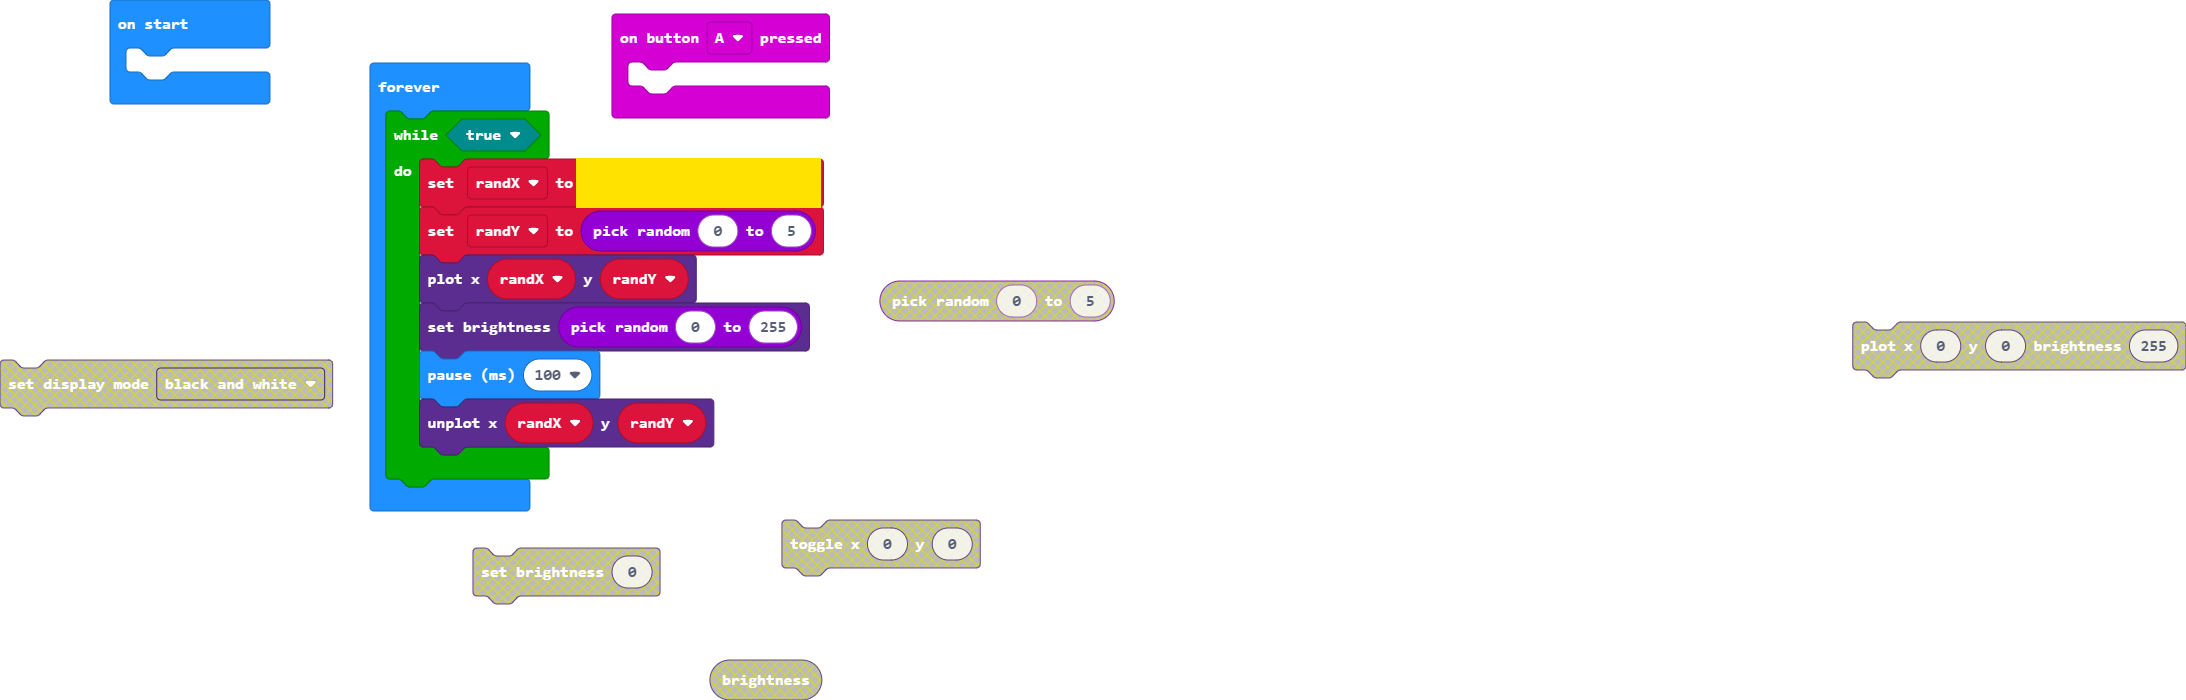 on start
on button A pressed
forever
while true
do
set randX to
set randY to pick random 0 to 5
plot x randX y randY
set brightness pick random 0 to 255
pause (ms) 100
unplot x randX y randY
pick random 0 to 5
plot x 0 y 0 brightness 255
set display mode black and white
toggle x 0 y 0
set brightness 0
brightness